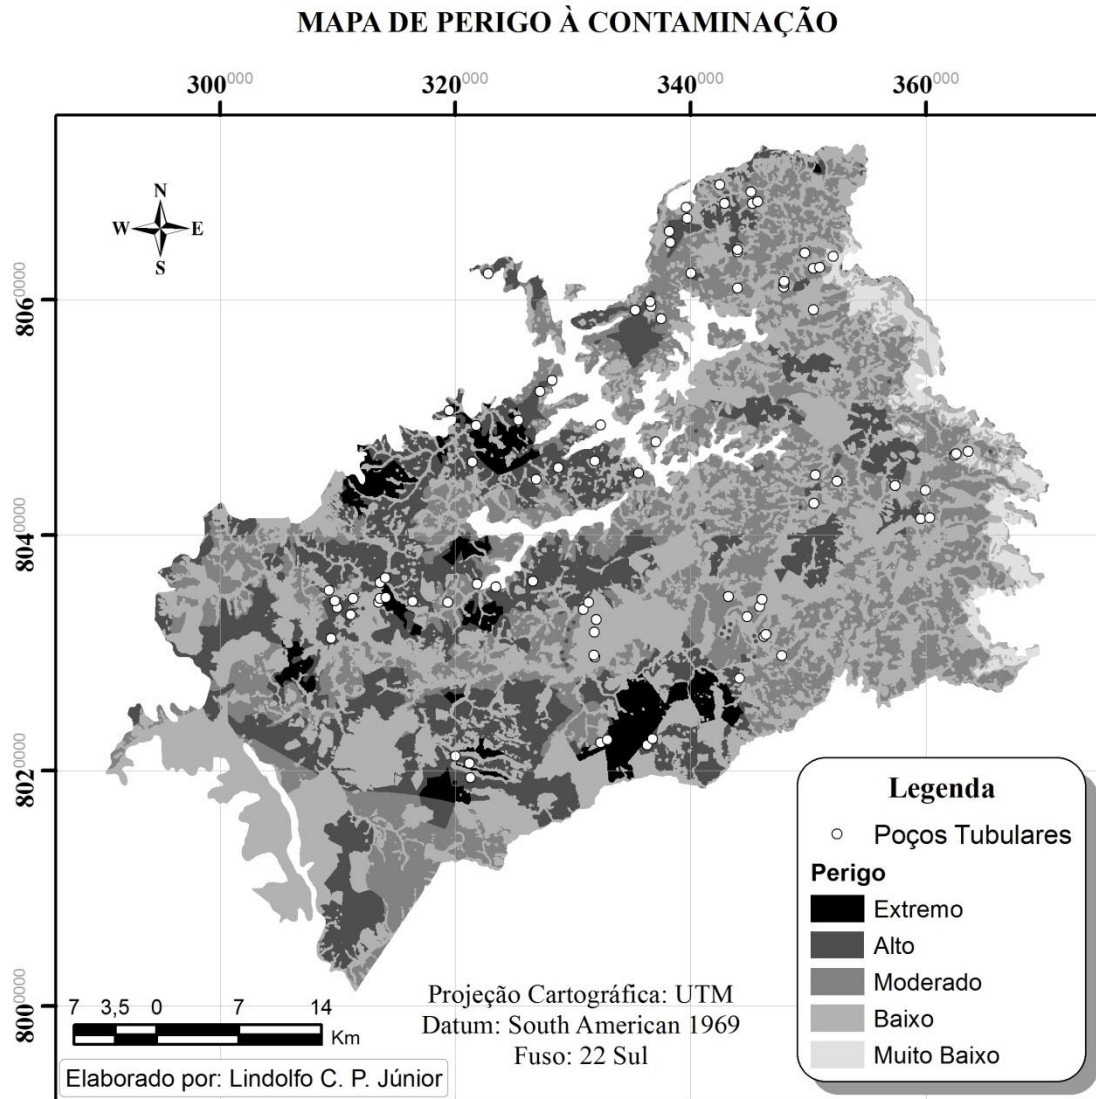 MAPA DE PERIGO À CONTAMINAÇÃO
300000 320000 340000 360000
N
W E
S
8060000
8040000
8020000
8000000
Legenda
Poços Tubulares
Perigo
Extremo
Alto
Moderado
Baixo
Muito Baixo
7 3,5 0 7 14
Km
Projeção Cartográfica: UTM
Datum: South American 1969
Fuso: 22 Sul
Elaborado por: Lindolfo C. P. Júnior